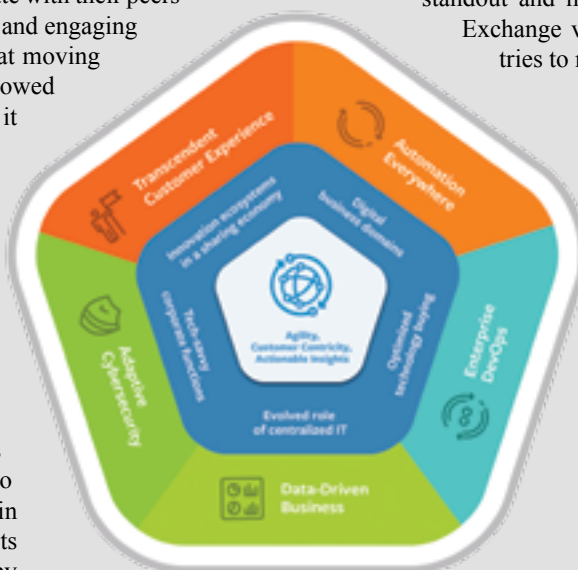 ate with their peers
and engaging
at moving
owed
it
standout and
Exchange
tries to
Transcendent
Customer Experience
Automation
Everywhere
Innovation ecosystems
in a sharing economy
Digital
business domains
Tech-savvy
corporate functions
Optimized
technology buying
Agility,
Customer Centricity,
Actionable Insights
Adaptive
Cybersecurity
Enterprise
DevOps
Evolved role
of centralized IT
Data-Driven
Business
o
in
ts